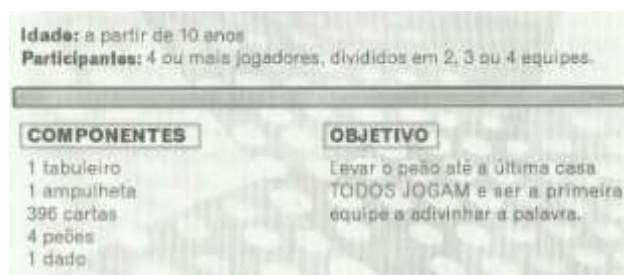 Idade: a partir de 10 anos
Participantes: 4 ou mais jogadores, divididos em 2, 3 ou 4 equipes.
COMPONENTES
1 tabuleiro
1 ampulheta
396 cartas
4 peões
1 dado
OBJETIVO
Levar o peão até a última casa
TODOS JOGAM e ser a primeira
equipe a adivinhar a palavra.